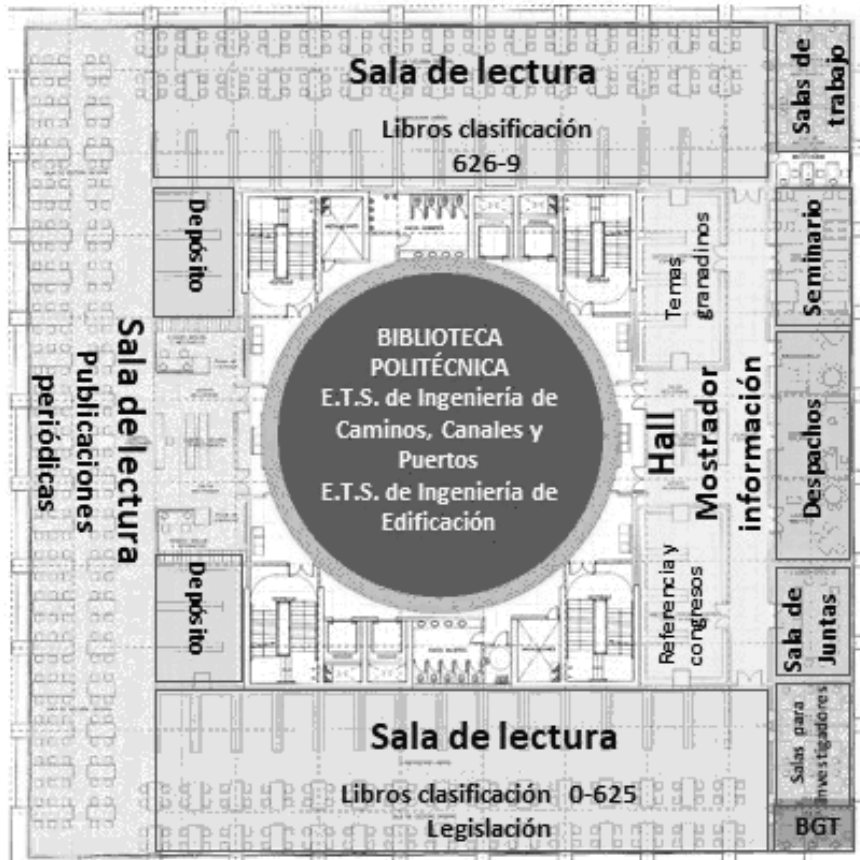 Sala de lectura
Libros clasificación
626-9
Salas de
trabajo
Depósito
Temas
granadinos
Seminario
Sala de lectura
Publicaciones
periódicas
BIBLIOTECA
POLITÉCNICA
E.T.S. de Ingeniería de
Caminos, Canales y
Puertos
E.T.S. de Ingeniería de
Edificación
Hall
Mostrador
información
Despachos
Depósito
Referencia y
congresos
Sala de
Juntas
Sala de lectura
Libros clasificación 0-625
Legislación
Salas para
investigadores
BGT